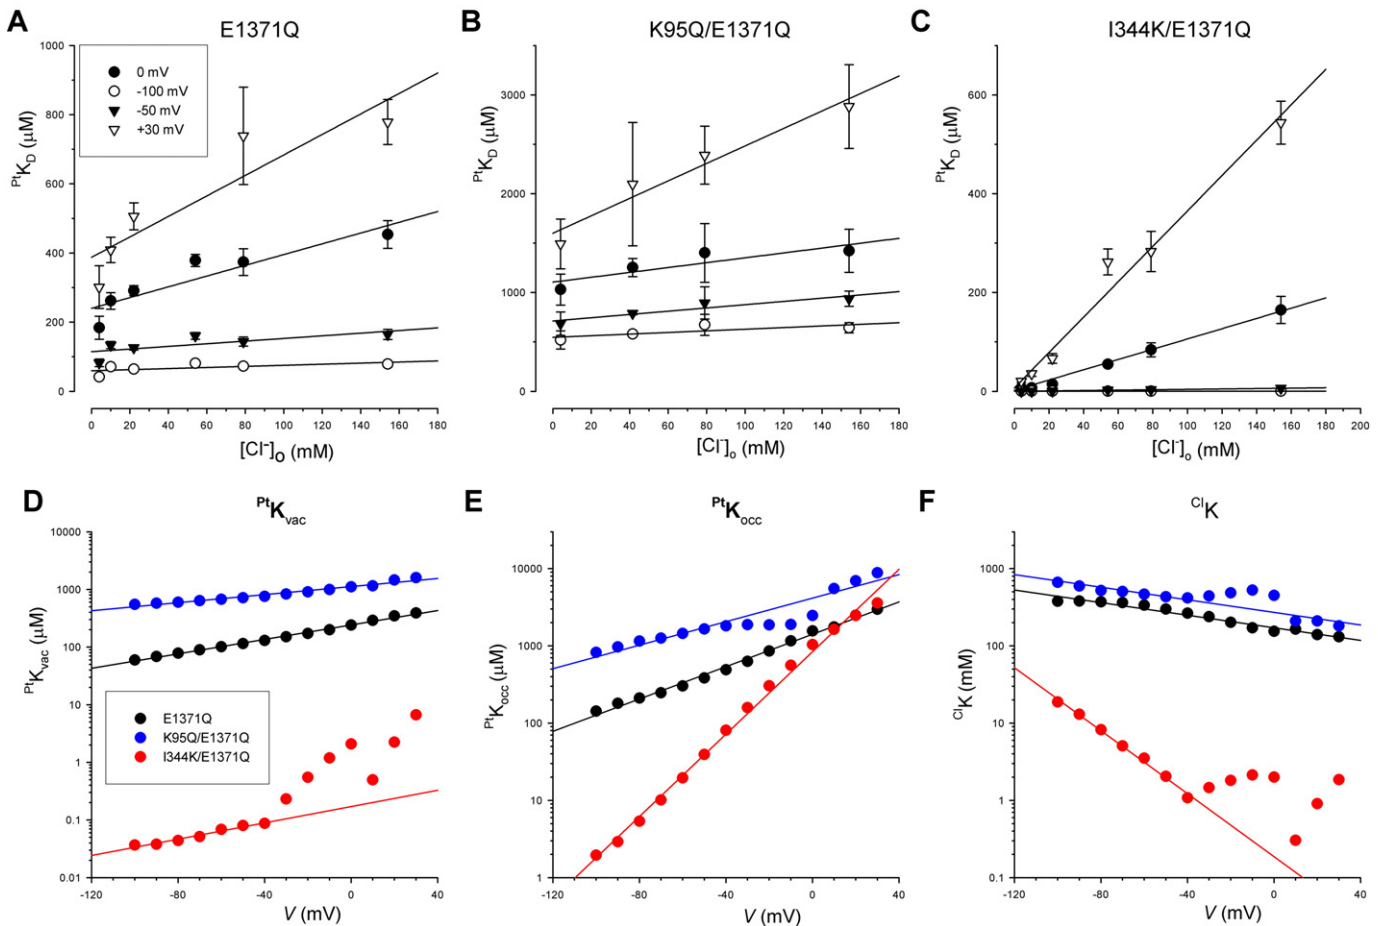 A
E1371Q
1000
800
600
400
200
0
PtK_D (µM)
0 mV
-100 mV
-50 mV
+30 mV
0 20 40 60 80 100 120 140 160 180
[Cl⁻]o (mM)
B
K95Q/E1371Q
3000
2000
1000
0
PtK_D (µM)
0 20 40 60 80 100 120 140 160 180
[Cl⁻]o (mM)
C
I344K/E1371Q
600
400
200
0
PtK_D (µM)
0 20 40 60 80 100 120 140 160 180 200
[Cl⁻]o (mM)
D
PtKvac
10000
1000
100
10
1
0.1
0.01
PtKvac (µM)
E1371Q
K95Q/E1371Q
I344K/E1371Q
-120 -80 -40 0 40
V (mV)
E
PtKocc
10000
1000
100
10
1
PtKocc (µM)
-120 -80 -40 0 40
V (mV)
F
ClK
1000
100
10
1
0.1
ClK (mM)
-120 -80 -40 0 40
V (mV)